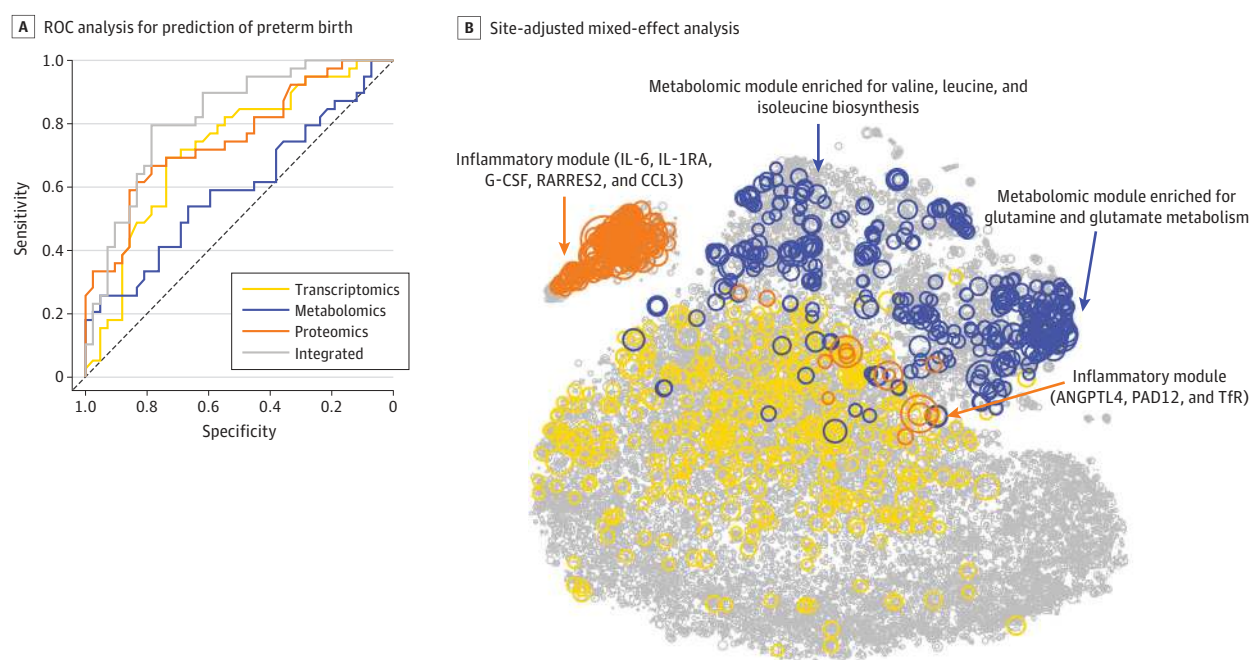 A ROC analysis for prediction of preterm birth
1.0
0.8
0.6
0.4
0.2
0
Sensitivity
Transcriptomics
Metabolomics
Proteomics
Integrated
1.0 0.8 0.6 0.4 0.2 0
Specificity
B Site-adjusted mixed-effect analysis
Metabolomic module enriched for valine, leucine, and
isoleucine biosynthesis
Inflammatory module (IL-6, IL-1RA,
G-CSF, RARRES2, and CCL3)
Metabolomic module enriched for
glutamine and glutamate metabolism
Inflammatory module
(ANGPTL4, PAD12, and TfR)